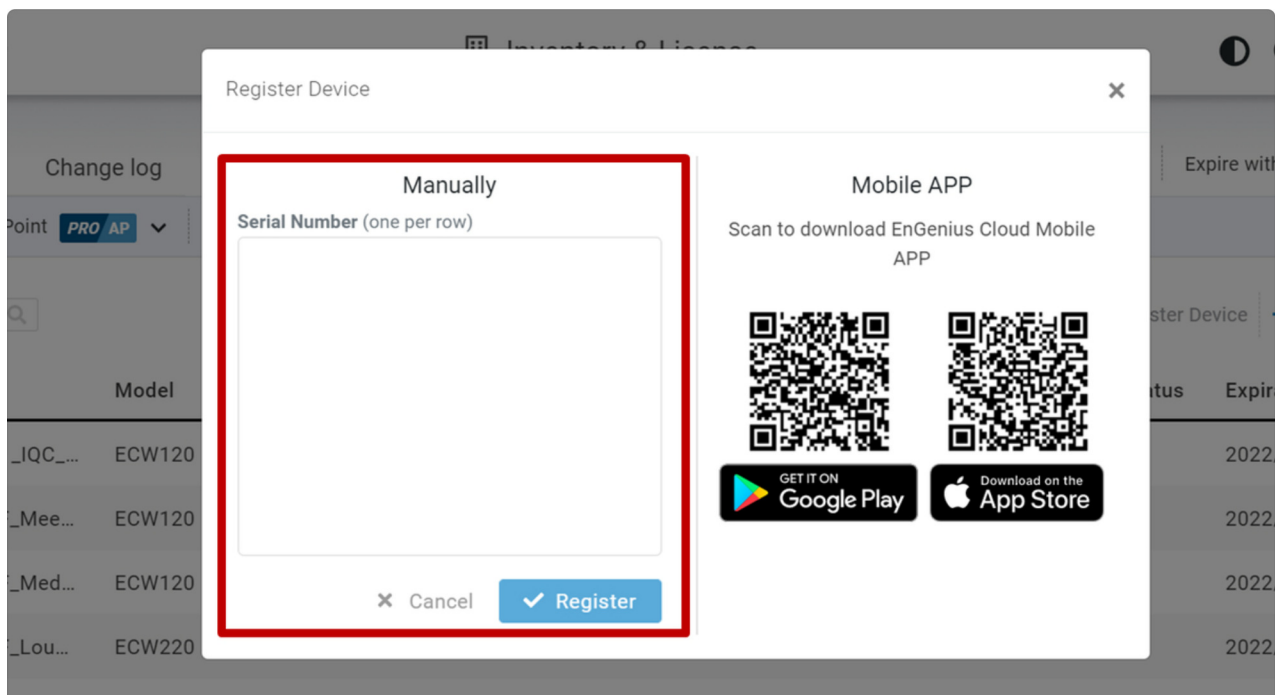 Inventory & License
Register Device
Change log
Expire with
Manually
Mobile APP
Point PRO AP
Serial Number (one per row)
Scan to download EnGenius Cloud Mobile
APP
Device
Model
Expir
_IQC_... ECW120
2022
GET IT ON
Google Play
Download on the
App Store
_Mee... ECW120
2022
_Med... ECW120
2022
Cancel
Register
_Lou... ECW220
2022